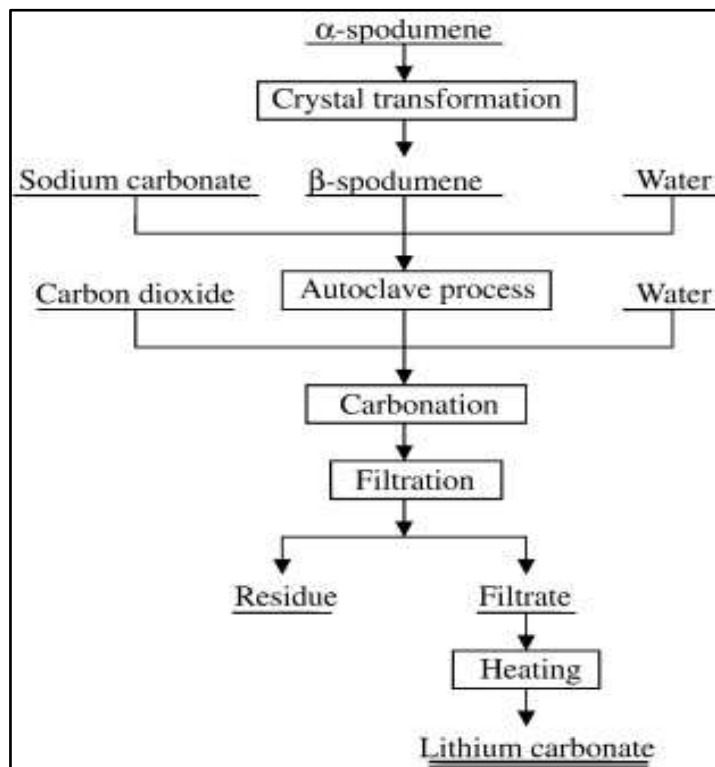 α-spodumene
Crystal transformation
Sodium carbonate β-spodumene Water
Carbon dioxide Autoclave process Water
Carbonation
Filtration
Residue Filtrate
Heating
Lithium carbonate